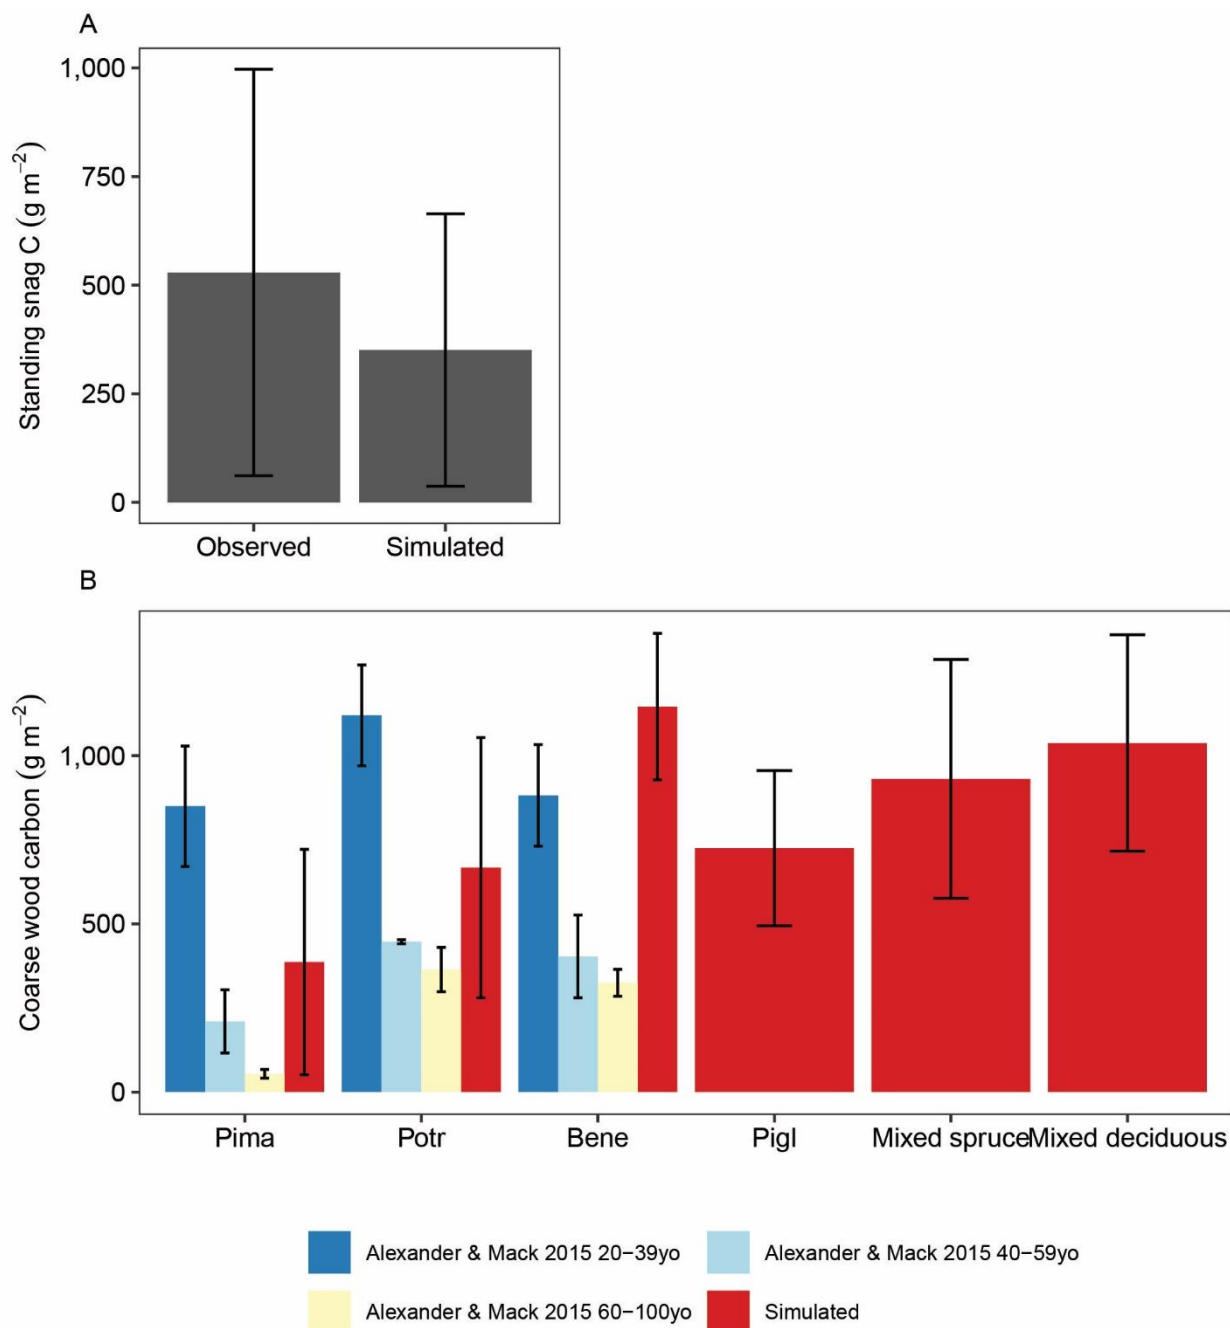 A
Standing snag C (g m⁻²)
1,000
750
500
250
0
Observed Simulated
B
Coarse wood carbon (g m⁻²)
1,000
500
0
Pima Potr Bene Pigl Mixed spruce Mixed deciduous
Alexander & Mack 2015 20−39yo Alexander & Mack 2015 40−59yo
Alexander & Mack 2015 60−100yo Simulated